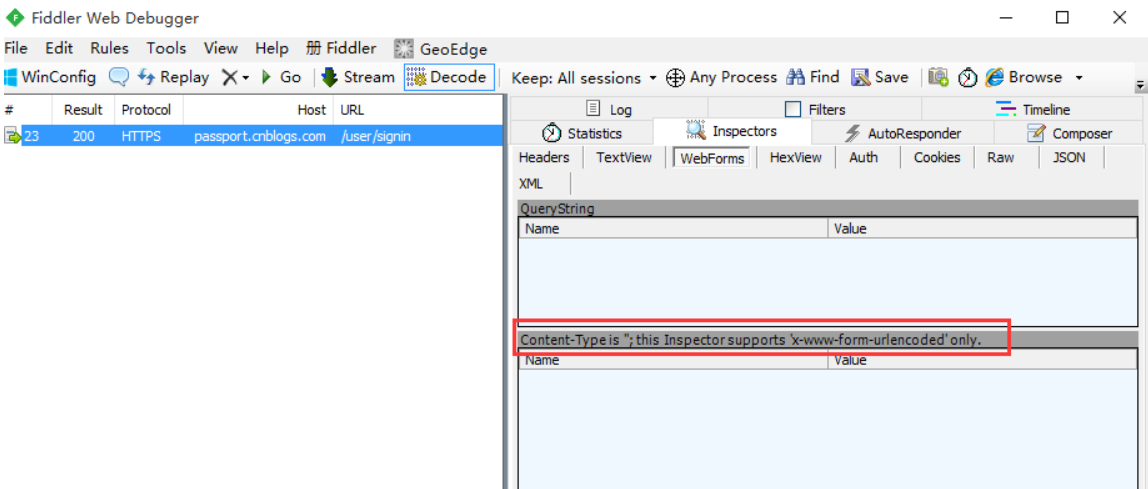 Fiddler Web Debugger
File Edit Rules Tools View Help 册 Fiddler GeoEdge
WinConfig Replay X Go Stream Decode Keep: All sessions Any Process Find Save Browse
# Result Protocol Host URL
23 200 HTTPS passport.cnblogs.com /user/signin
Log Filters Timeline
Statistics Inspectors AutoResponder Composer
Headers TextView WebForms HexView Auth Cookies Raw JSON
XML
QueryString
Name Value
Content-Type is ''; this Inspector supports 'x-www-form-urlencoded' only.
Name Value